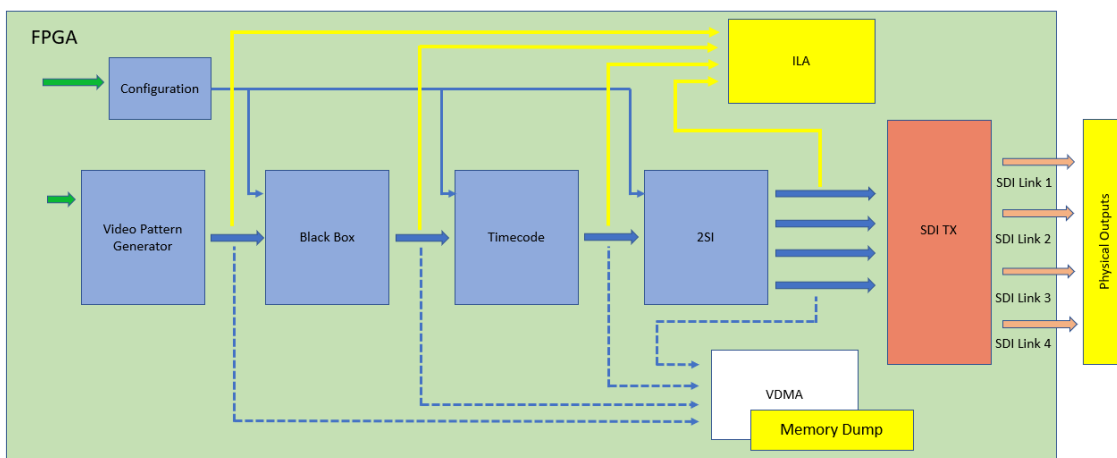 FPGA
ILA
Configuration
Video Pattern
Generator
Black Box
Timecode
2SI
SDI TX
SDI Link 1
SDI Link 2
SDI Link 3
SDI Link 4
Physical Outputs
VDMA
Memory Dump